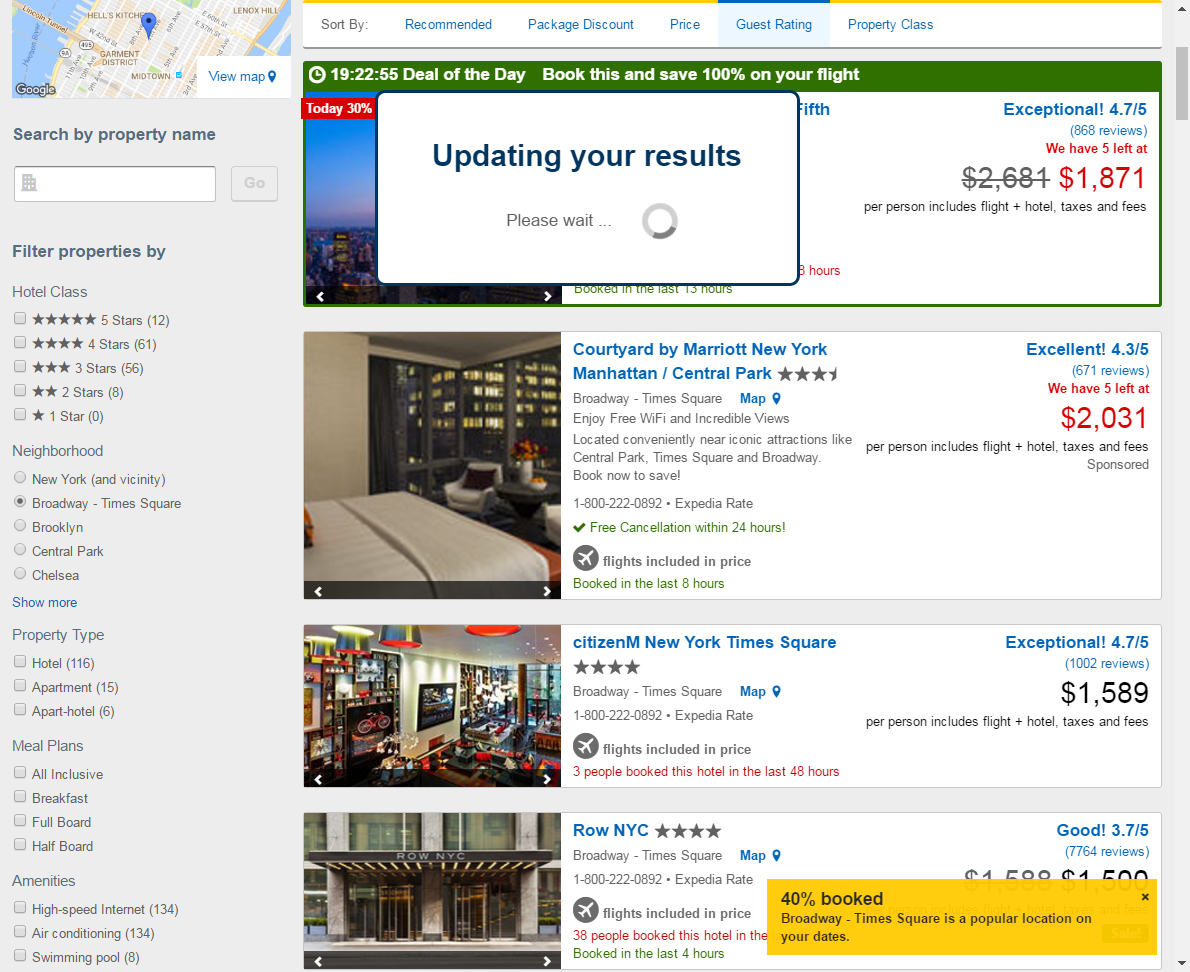 HELL'S KITCHEN
LENOX HILL
Lincoln Tunnel
W 42nd St
8th Ave
E 57th St
E 60th St
495
9A
GARMENT
DISTRICT
MIDTOWN
Hudson River
Google
View map
Search by property name
Go
Filter properties by
Hotel Class
5 Stars (12)
4 Stars (61)
3 Stars (56)
2 Stars (8)
1 Star (0)
Neighborhood
New York (and vicinity)
Broadway - Times Square
Brooklyn
Central Park
Chelsea
Show more
Property Type
Hotel (116)
Apartment (15)
Apart-hotel (6)
Meal Plans
All Inclusive
Breakfast
Full Board
Half Board
Amenities
High-speed Internet (134)
Air conditioning (134)
Swimming pool (8)
Sort By: Recommended Package Discount Price Guest Rating Property Class
19:22:55 Deal of the Day Book this and save 100% on your flight
Today 30%
Fifth
Exceptional! 4.7/5
(868 reviews)
We have 5 left at
$2,681 $1,871
per person includes flight + hotel, taxes and fees
8 hours
Booked in the last 13 hours
Updating your results
Please wait ...
Courtyard by Marriott New York
Manhattan / Central Park
Broadway - Times Square Map
Enjoy Free WiFi and Incredible Views
Located conveniently near iconic attractions like
Central Park, Times Square and Broadway.
Book now to save!
1-800-222-0892 • Expedia Rate
Free Cancellation within 24 hours!
flights included in price
Booked in the last 8 hours
Excellent! 4.3/5
(671 reviews)
We have 5 left at
$2,031
per person includes flight + hotel, taxes and fees
Sponsored
citizenM New York Times Square
Broadway - Times Square Map
1-800-222-0892 • Expedia Rate
flights included in price
3 people booked this hotel in the last 48 hours
Exceptional! 4.7/5
(1002 reviews)
$1,589
per person includes flight + hotel, taxes and fees
ROW NYC
Row NYC
Broadway - Times Square Map
1-800-222-0892 • Expedia Rate
flights included in price
38 people booked this hotel in the
Booked in the last 4 hours
Good! 3.7/5
(7764 reviews)
$1,588 $1,500
40% booked ×
Broadway - Times Square is a popular location on
your dates.
Sale!